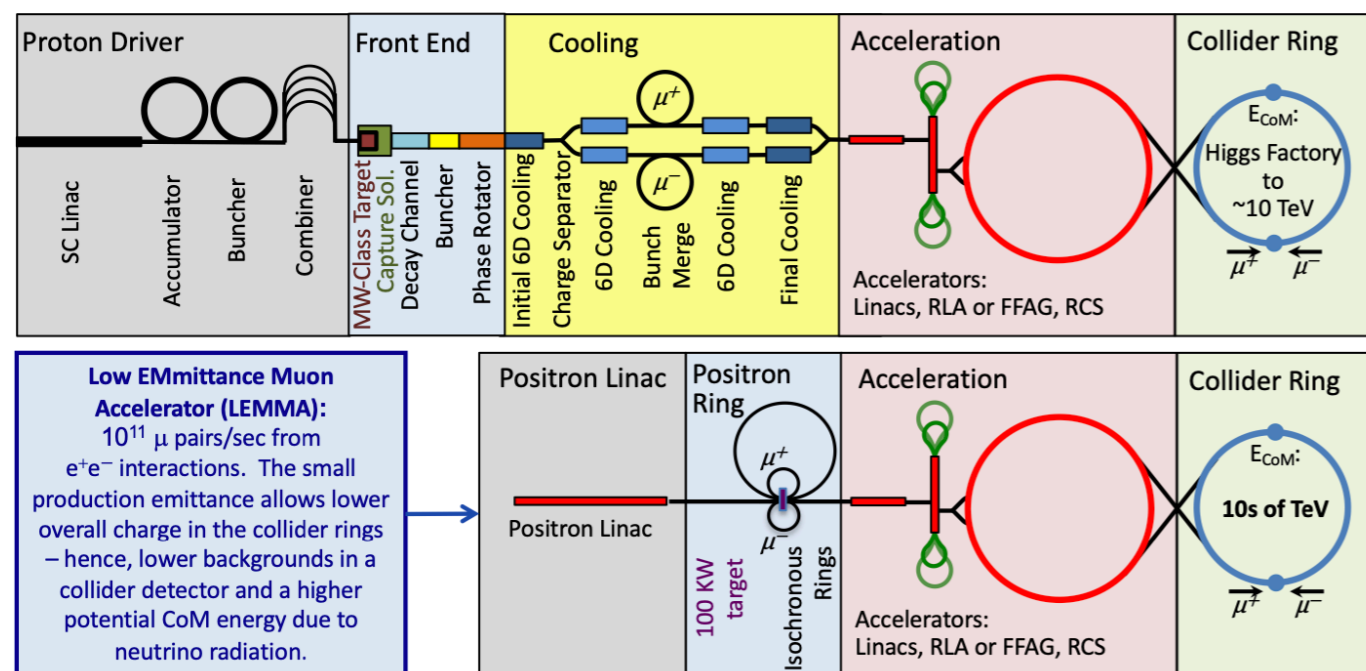 Proton Driver
Front End
Cooling
Acceleration
Collider Ring
μ+
μ−
SC Linac
Accumulator
Buncher
Combiner
MW-Class Target
Capture Sol.
Decay Channel
Buncher
Phase Rotator
Initial 6D Cooling
Charge Separator
6D Cooling
Bunch
Merge
6D Cooling
Final Cooling
Accelerators:
Linacs, RLA or FFAG, RCS
ECoM:
Higgs Factory
to
~10 TeV
μ+ μ−
Low EMmittance Muon
Accelerator (LEMMA):
10¹¹ μ pairs/sec from
e+e− interactions. The small
production emittance allows lower
overall charge in the collider rings
– hence, lower backgrounds in a
collider detector and a higher
potential CoM energy due to
neutrino radiation.
Positron Linac
Positron
Ring
Acceleration
Collider Ring
Positron Linac
μ+
μ−
100 KW
target
Isochronous
Rings
Accelerators:
Linacs, RLA or FFAG, RCS
ECoM:
10s of TeV
μ+ μ−